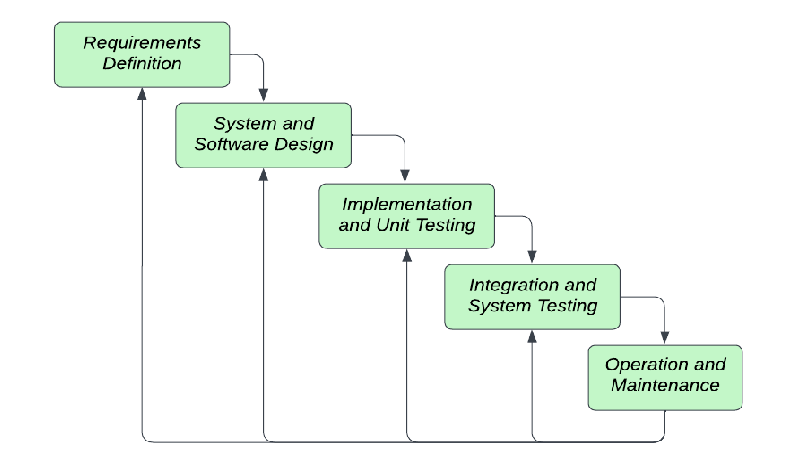 Requirements
Definition
System and
Software Design
Implementation
and Unit Testing
Integration and
System Testing
Operation and
Maintenance